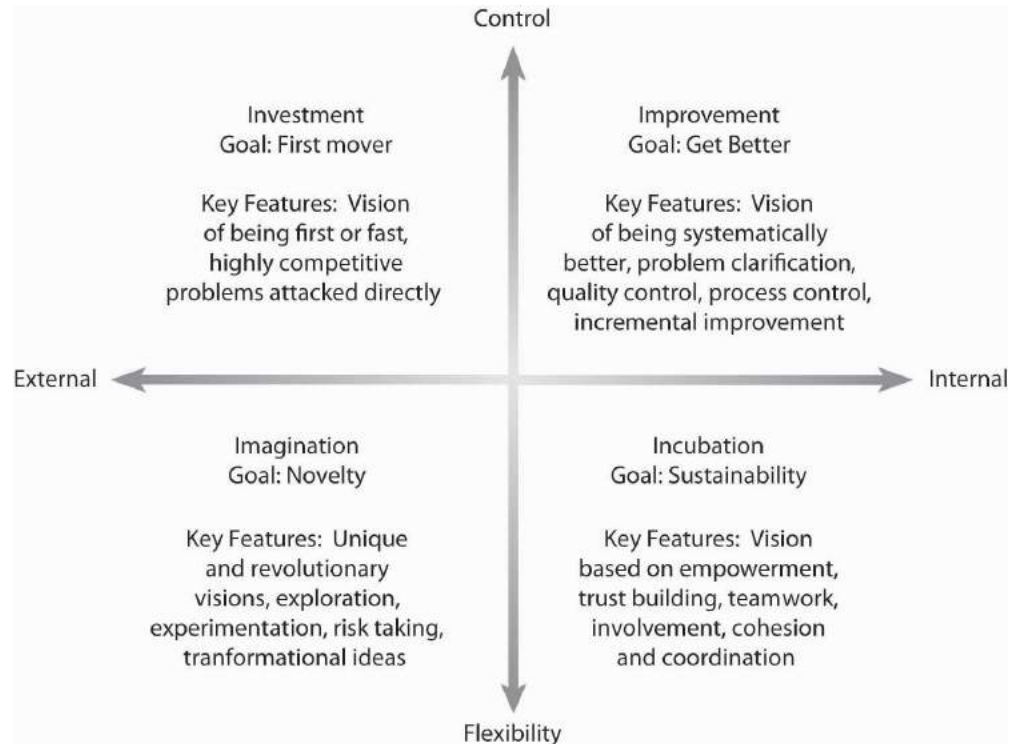 Control
Investment
Goal: First mover
Key Features: Vision
of being first or fast,
highly competitive
problems attacked directly
Improvement
Goal: Get Better
Key Features: Vision
of being systematically
better, problem clarification,
quality control, process control,
incremental improvement
External
Internal
Imagination
Goal: Novelty
Key Features: Unique
and revolutionary
visions, exploration,
experimentation, risk taking,
tranformational ideas
Incubation
Goal: Sustainability
Key Features: Vision
based on empowerment,
trust building, teamwork,
involvement, cohesion
and coordination
Flexibility